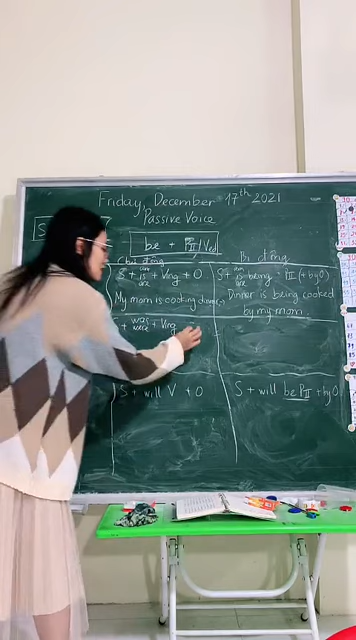 Friday, December 17th 2021
S
Passive Voice
be + PII/Ved
Chủ động
Bị động
S + am is are + Ving + O
S + am is are being + PII (+ by O)
My mom is cooking dinner.
Dinner is being cooked
by my mom.
+ was were + Ving
S + will V + O
S + will be PII + by O